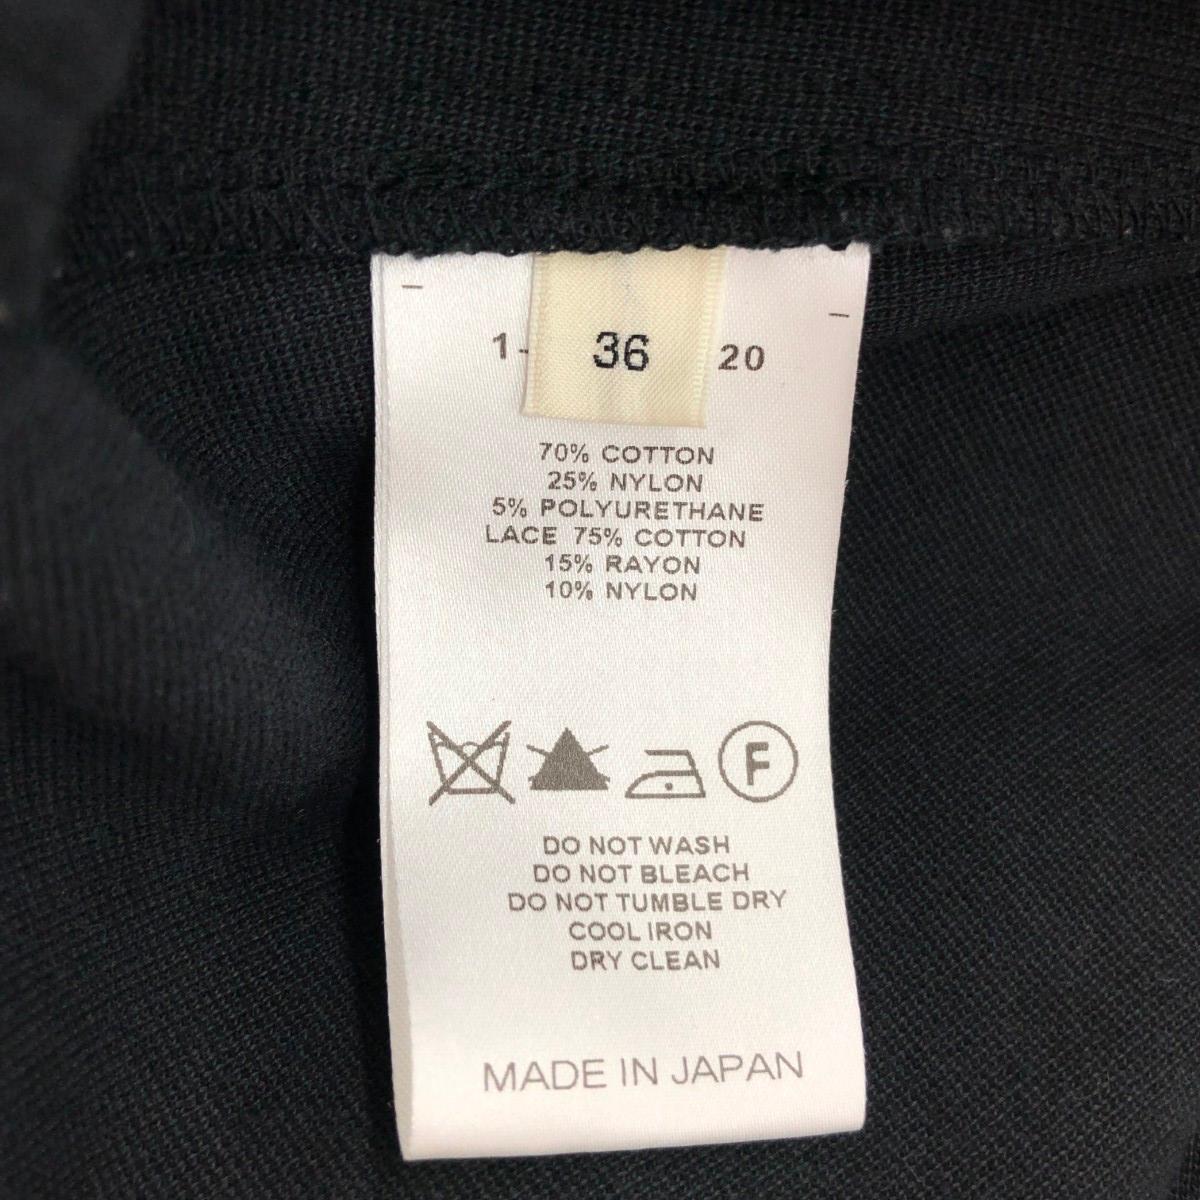 1- 36 20
70% COTTON
25% NYLON
5% POLYURETHANE
LACE 75% COTTON
15% RAYON
10% NYLON
F
DO NOT WASH
DO NOT BLEACH
DO NOT TUMBLE DRY
COOL IRON
DRY CLEAN
MADE IN JAPAN